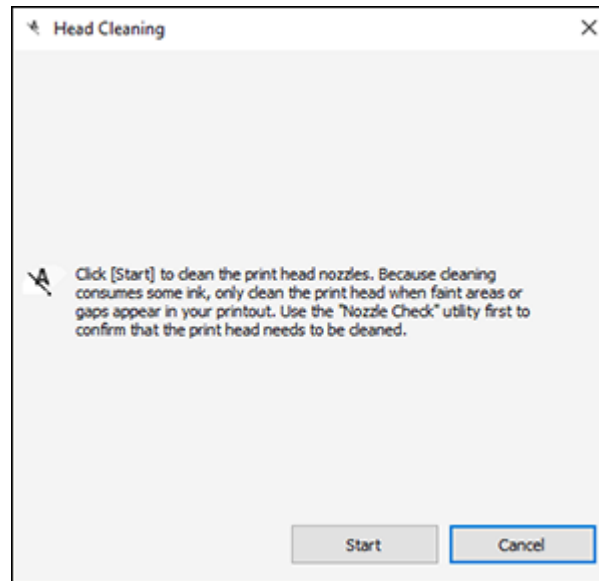 Head Cleaning
Click [Start] to clean the print head nozzles. Because cleaning
consumes some ink, only clean the print head when faint areas or
gaps appear in your printout. Use the "Nozzle Check" utility first to
confirm that the print head needs to be cleaned.
Start
Cancel